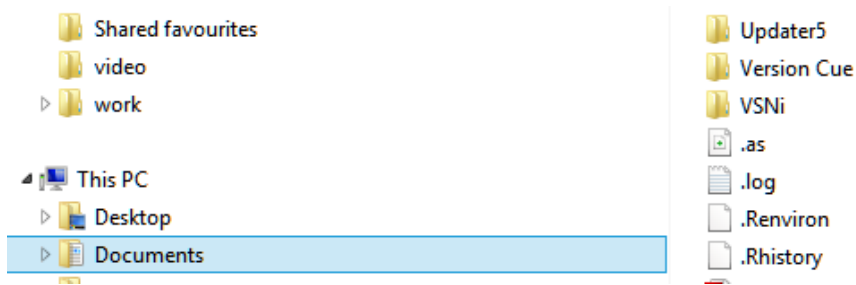 Shared favourites
video
work
This PC
Desktop
Documents
Updater5
Version Cue
VSNi
.as
.log
.Renviron
.Rhistory